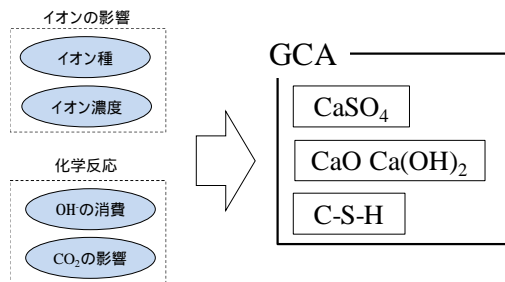 イオンの影響
イオン種
イオン濃度
化学反応
OH⁻の消費
CO₂の影響
GCA
CaSO₄
CaO Ca(OH)₂
C-S-H